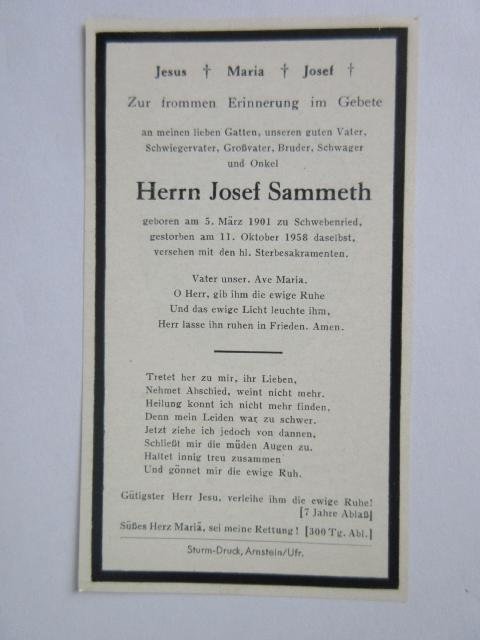 Jesus † Maria † Josef †
Zur frommen Erinnerung im Gebete
an meinen lieben Gatten, unseren guten Vater,
Schwiegervater, Großvater, Bruder, Schwager
und Onkel
Herrn Josef Sammeth
geboren am 5. März 1901 zu Schwebenried,
gestorben am 11. Oktober 1958 daselbst,
versehen mit den hl. Sterbesakramenten.
Vater unser. Ave Maria.
O Herr, gib ihm die ewige Ruhe
Und das ewige Licht leuchte ihm,
Herr lasse ihn ruhen in Frieden. Amen.
Tretet her zu mir, ihr Lieben,
Nehmet Abschied, weint nicht mehr.
Heilung konnt ich nicht mehr finden,
Denn mein Leiden war zu schwer.
Jetzt ziehe ich jedoch von dannen,
Schließt mir die müden Augen zu.
Haltet innig treu zusammen
Und gönnet mir die ewige Ruh.
Gütigster Herr Jesu, verleihe ihm die ewige Ruhe!
[7 Jahre Ablaß]
Süßes Herz Mariä, sei meine Rettung! [300 Tg. Abl.]
Sturm-Druck, Arnstein/Ufr.